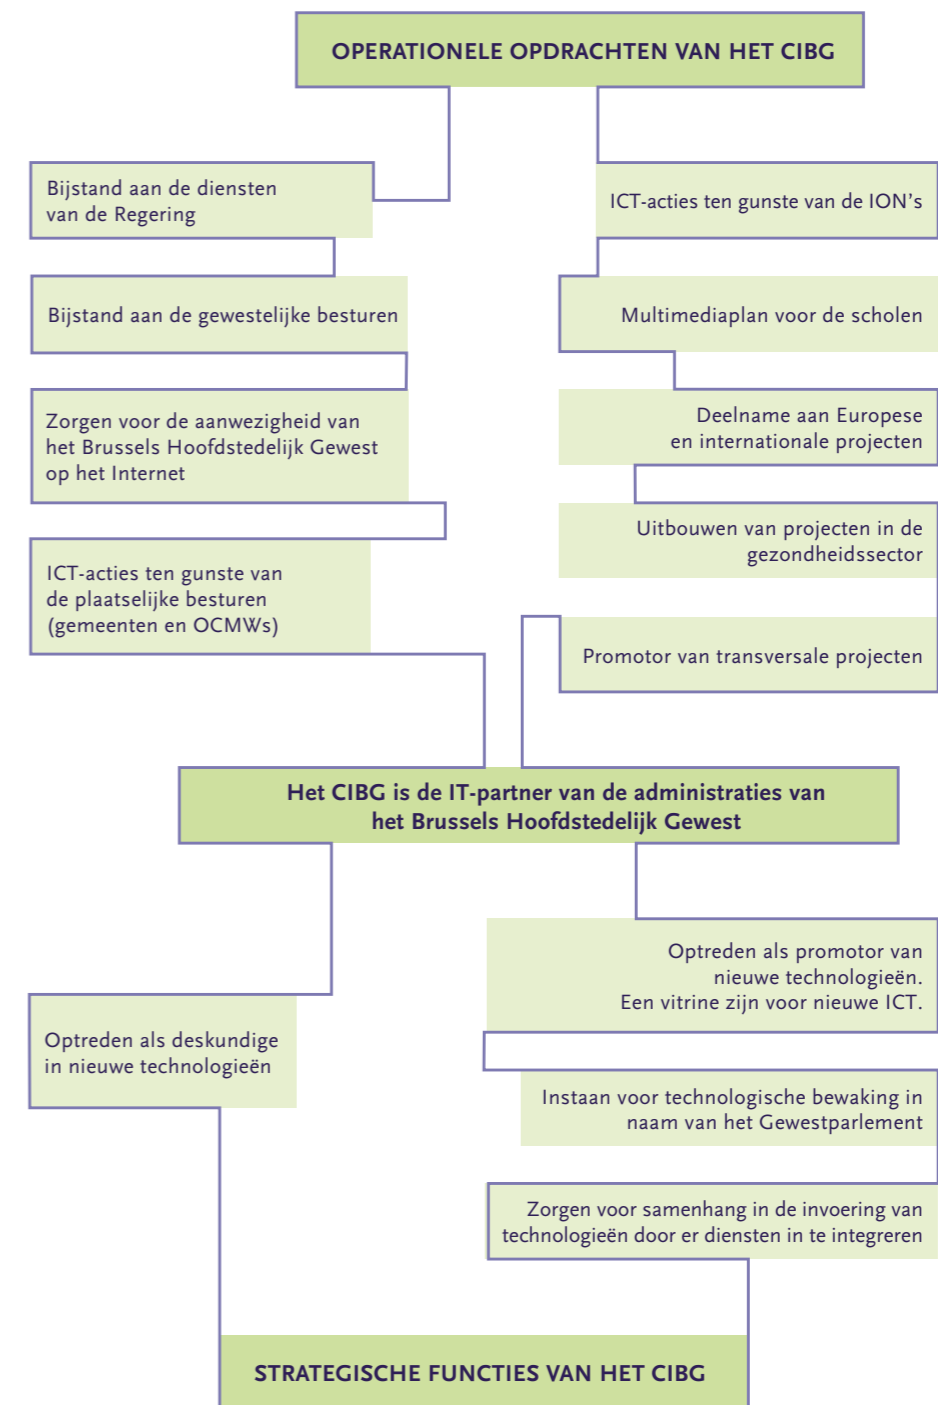 OPERATIONELE OPDRACHTEN VAN HET CIBG
Bijstand aan de diensten
van de Regering
Bijstand aan de gewestelijke besturen
Zorgen voor de aanwezigheid van
het Brussels Hoofdstedelijk Gewest
op het Internet
ICT-acties ten gunste van
de plaatselijke besturen
(gemeenten en OCMWs)
ICT-acties ten gunste van de ION’s
Multimediaplan voor de scholen
Deelname aan Europese
en internationale projecten
Uitbouwen van projecten in de
gezondheidssector
Promotor van transversale projecten
Het CIBG is de IT-partner van de administraties van
het Brussels Hoofdstedelijk Gewest
Optreden als deskundige
in nieuwe technologieën
Optreden als promotor van
nieuwe technologieën.
Een vitrine zijn voor nieuwe ICT.
Instaan voor technologische bewaking in
naam van het Gewestparlement
Zorgen voor samenhang in de invoering van
technologieën door er diensten in te integreren
STRATEGISCHE FUNCTIES VAN HET CIBG